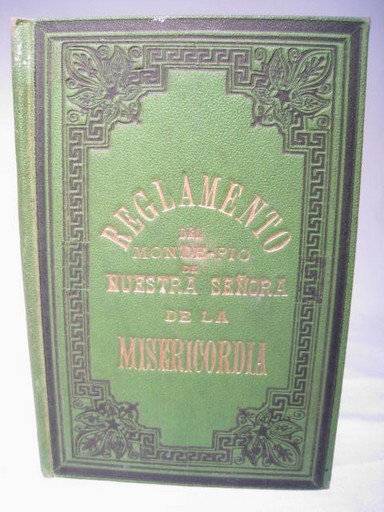 REGLAMENTO
DEL
MONTE-PIO
DE
NUESTRA SEÑORA
DE LA
MISERICORDIA